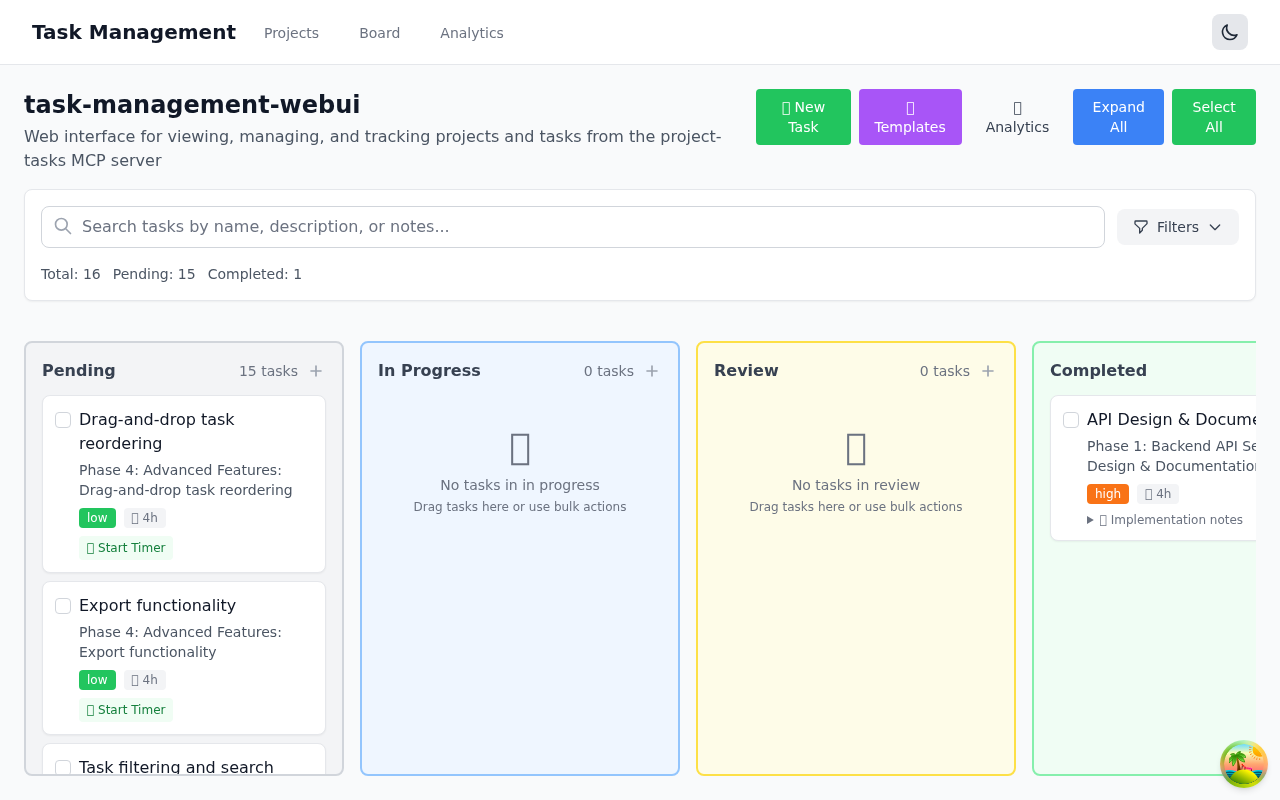 Task Management
Projects
Board
Analytics
task-management-webui
Web interface for viewing, managing, and tracking projects and tasks from the project-
tasks MCP server
New
Task
Templates
Analytics
Expand
All
Select
All
Search tasks by name, description, or notes...
Filters
Total: 16 Pending: 15 Completed: 1
Pending
15 tasks
Drag-and-drop task
reordering
Phase 4: Advanced Features:
Drag-and-drop task reordering
low
4h
Start Timer
Export functionality
Phase 4: Advanced Features:
Export functionality
low
4h
Start Timer
Task filtering and search
In Progress
0 tasks
No tasks in in progress
Drag tasks here or use bulk actions
Review
0 tasks
No tasks in review
Drag tasks here or use bulk actions
Completed
API Design & Docume
Phase 1: Backend API Se
Design & Documentation
high
4h
Implementation notes